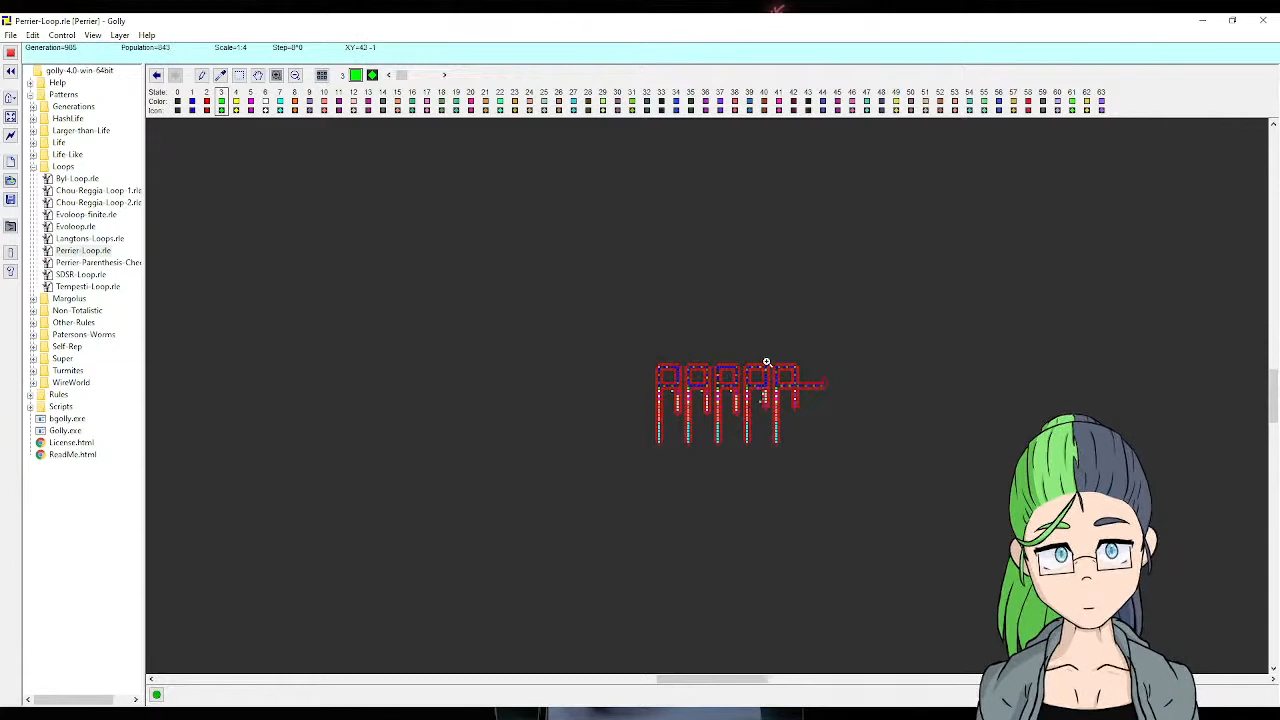 Perrier-Loop.rle [Perrier] - Golly
File Edit Control View Layer Help
Generation=985 Population=843 Scale=1:4 Step=8^0 XY=42 -1
3
State: 0 1 2 3 4 5 6 7 8 9 10 11 12 13 14 15 16 17 18 19 20 21 22 23 24 25 26 27 28 29 30 31 32 33 34 35 36 37 38 39 40 41 42 43 44 45 46 47 48 49 50 51 52 53 54 55 56 57 58 59 60 61 62 63
Color:
Icon:
golly-4.0-win-64bit
Help
Patterns
Generations
HashLife
Larger-than-Life
Life
Life-Like
Loops
Byl-Loop.rle
Chou-Reggia-Loop-1.rle
Chou-Reggia-Loop-2.rle
Evoloop-finite.rle
Evoloop.rle
Langtons-Loops.rle
Perrier-Loop.rle
Perrier-Parenthesis-Che
SDSR-Loop.rle
Tempesti-Loop.rle
Margolus
Non-Totalistic
Other-Rules
Patersons-Worms
Self-Rep
Super
Turmites
WireWorld
Rules
Scripts
bgolly.exe
Golly.exe
License.html
ReadMe.html